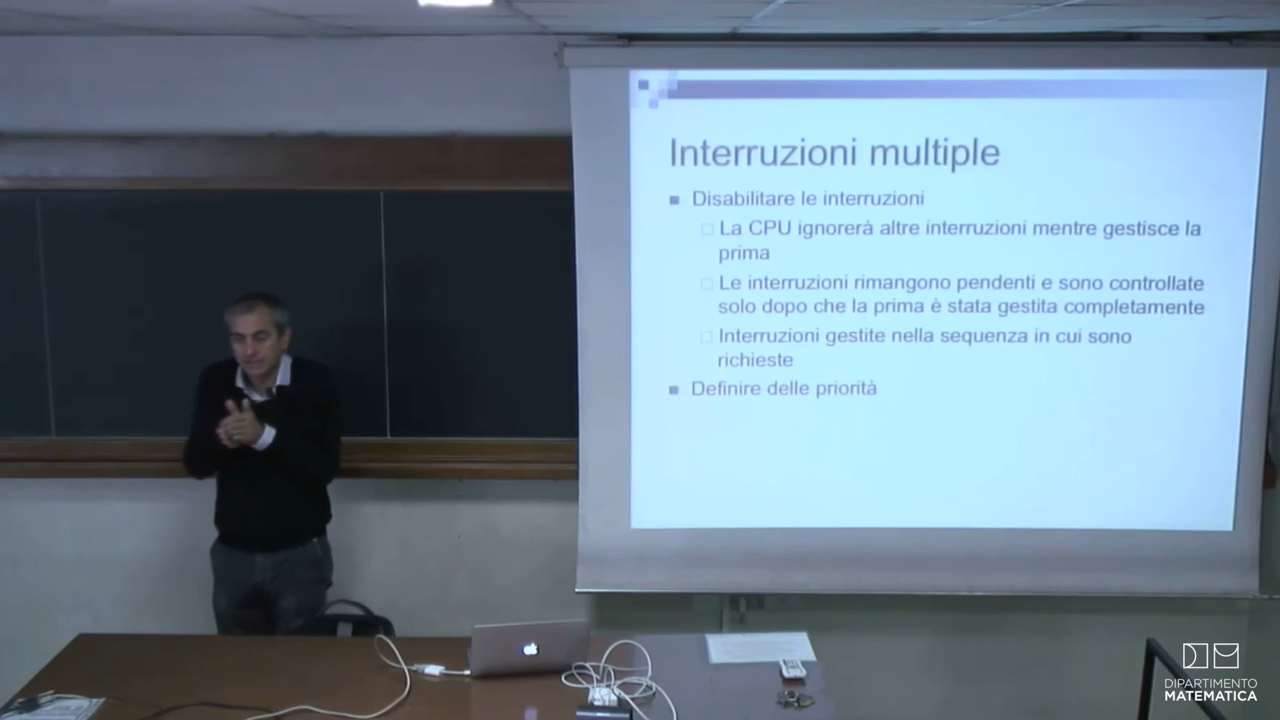 Interruzioni multiple
Disabilitare le interruzioni
La CPU ignorerà altre interruzioni mentre gestisce la
prima
Le interruzioni rimangono pendenti e sono controllate
solo dopo che la prima è stata gestita completamente
Interruzioni gestite nella sequenza in cui sono
richieste
Definire delle priorità
DIPARTIMENTO
MATEMATICA